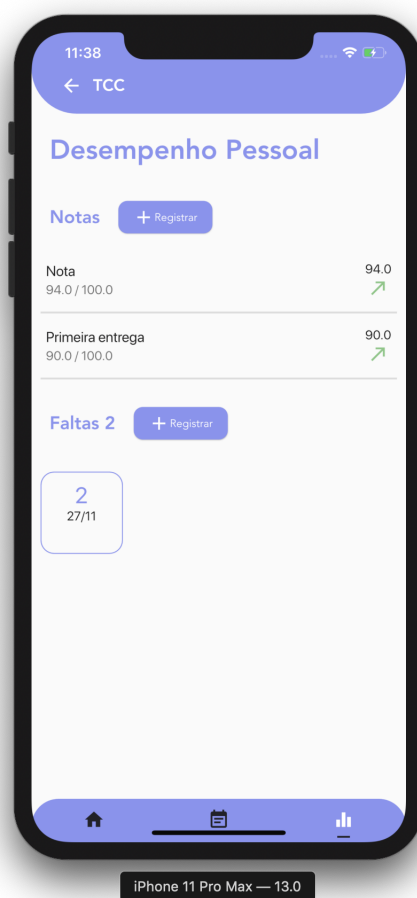 11:38
← TCC
Desempenho Pessoal
Notas + Registrar
Nota 94.0
94.0 / 100.0
Primeira entrega 90.0
90.0 / 100.0
Faltas 2 + Registrar
2
27/11
iPhone 11 Pro Max — 13.0